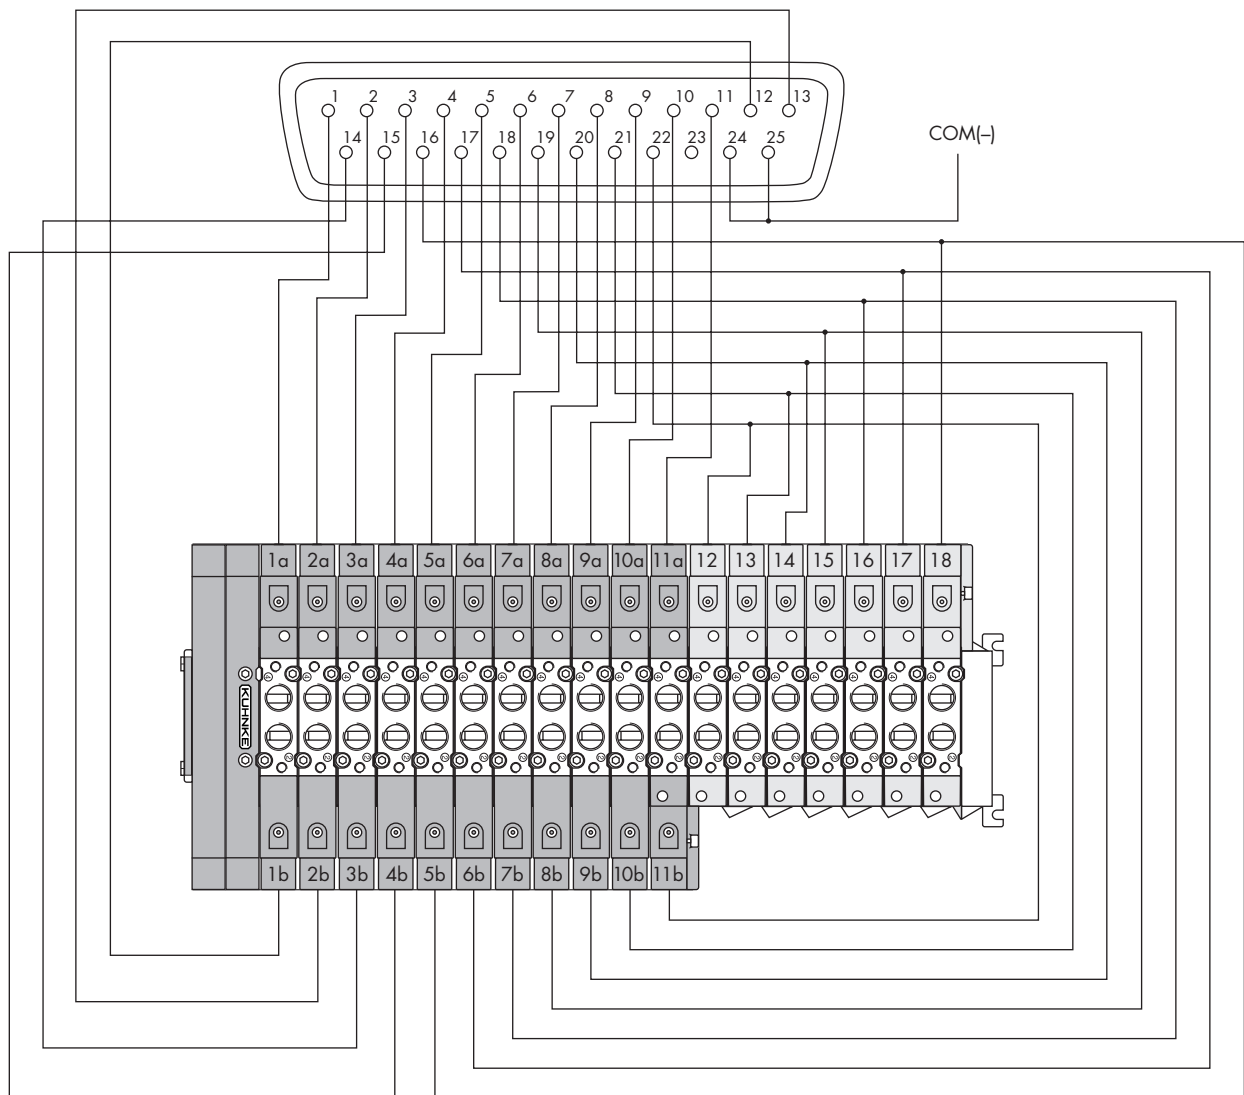 1 2 3 4 5 6 7 8 9 10 11 12 13
14 15 16 17 18 19 20 21 22 23 24 25
COM(–)
1a 2a 3a 4a 5a 6a 7a 8a 9a 10a 11a 12 13 14 15 16 17 18
KUHNKE
1b 2b 3b 4b 5b 6b 7b 8b 9b 10b 11b